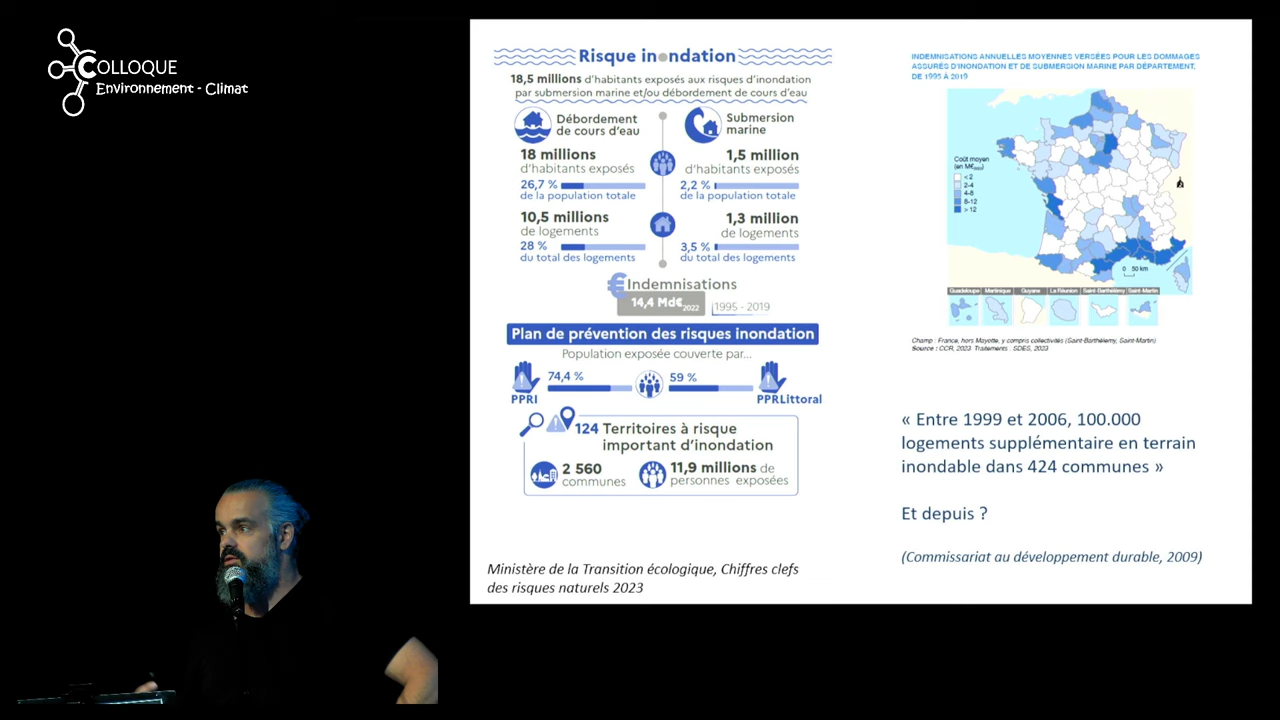 COLLOQUE
Environnement - Climat
Risque inondation
18,5 millions d'habitants exposés aux risques d'inondation
par submersion marine et/ou débordement de cours d'eau
Débordement
de cours d'eau
18 millions
d'habitants exposés
26,7 %
de la population totale
10,5 millions
de logements
28 %
du total des logements
Submersion
marine
1,5 million
d'habitants exposés
2,2 %
de la population totale
1,3 million
de logements
3,5 %
du total des logements
€ Indemnisations
14,4 Md€2022
1995 - 2019
Plan de prévention des risques inondation
Population exposée couverte par...
74,4 %
PPRI
59 %
PPRLittoral
124 Territoires à risque
important d'inondation
2 560
communes
11,9 millions de
personnes exposées
Ministère de la Transition écologique, Chiffres clefs
des risques naturels 2023
INDEMNISATIONS ANNUELLES MOYENNES VERSÉES POUR LES DOMMAGES
ASSURÉS D'INONDATION ET DE SUBMERSION MARINE PAR DÉPARTEMENT,
DE 1995 À 2019
Coût moyen
(en M€2022)
< 2
2-4
4-8
8-12
> 12
0 50 km
Guadeloupe Martinique Guyane La Réunion Saint-Barthélemy Saint-Martin
Champ : France, hors Mayotte, y compris collectivités (Saint-Barthélemy, Saint-Martin)
Source : CCR, 2023. Traitements : SDES, 2023
« Entre 1999 et 2006, 100.000
logements supplémentaire en terrain
inondable dans 424 communes »
Et depuis ?
(Commissariat au développement durable, 2009)